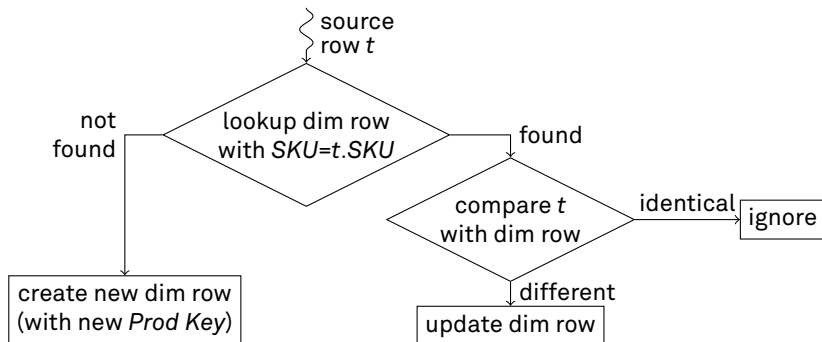 source
row t
lookup dim row
with SKU=t.SKU
not
found
found
compare t
with dim row
identical
ignore
different
create new dim row
(with new Prod Key)
update dim row